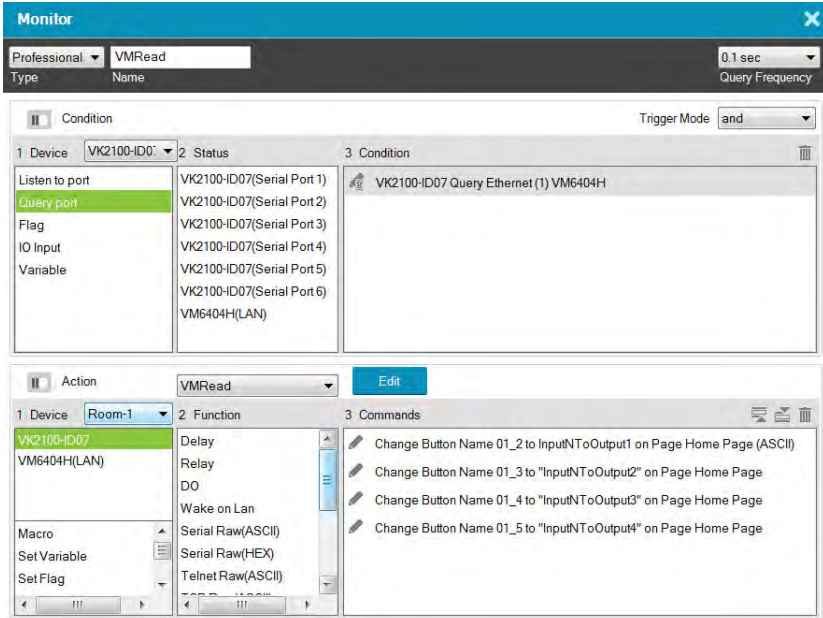 Monitor
Professional VMRead 0.1 sec
Type Name Query Frequency
Condition Trigger Mode and
1 Device VK2100-ID0 2 Status 3 Condition
Listen to port
Query port
Flag
IO Input
Variable
VK2100-ID07(Serial Port 1)
VK2100-ID07(Serial Port 2)
VK2100-ID07(Serial Port 3)
VK2100-ID07(Serial Port 4)
VK2100-ID07(Serial Port 5)
VK2100-ID07(Serial Port 6)
VM6404H(LAN)
VK2100-ID07 Query Ethernet (1) VM6404H
Action VMRead Edit
1 Device Room-1 2 Function 3 Commands
VK2100-ID07
VM6404H(LAN)
Macro
Set Variable
Set Flag
Delay
Relay
DO
Wake on Lan
Serial Raw(ASCII)
Serial Raw(HEX)
Telnet Raw(ASCII)
Change Button Name 01_2 to InputNToOutput1 on Page Home Page (ASCII)
Change Button Name 01_3 to "InputNToOutput2" on Page Home Page
Change Button Name 01_4 to "InputNToOutput3" on Page Home Page
Change Button Name 01_5 to "InputNToOutput4" on Page Home Page